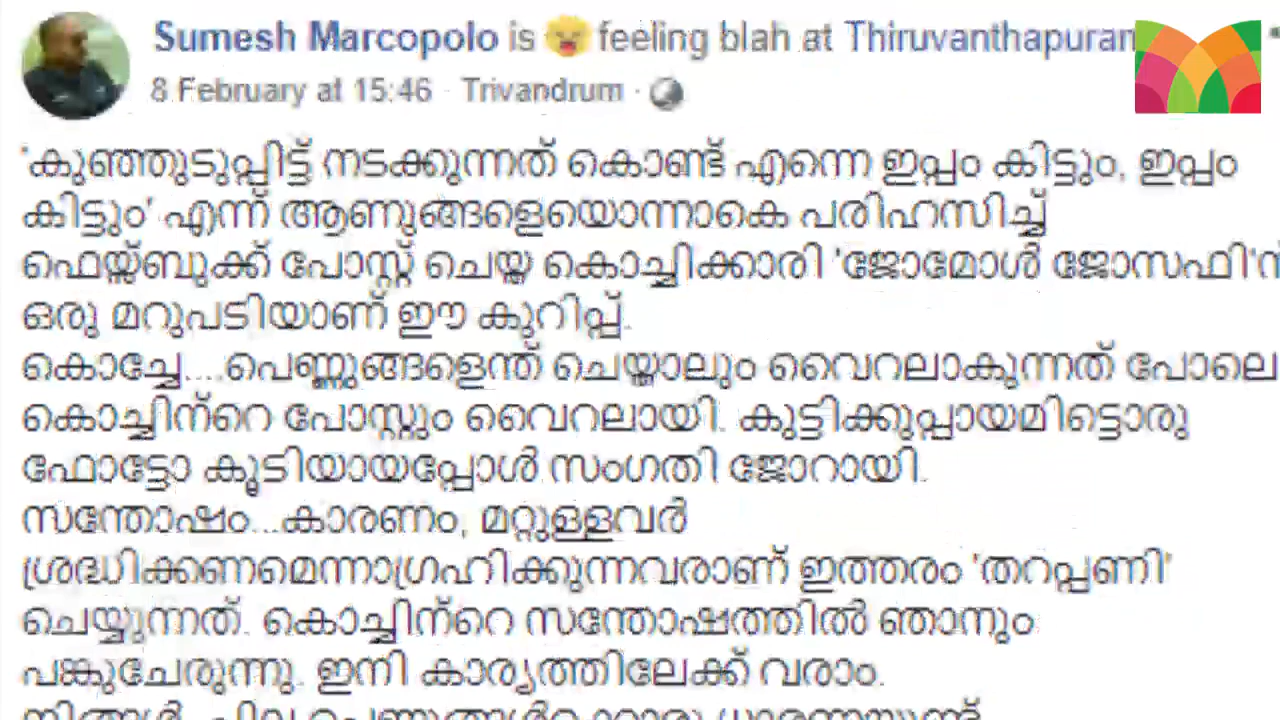 Sumesh Marcopolo is feeling blah at Thiruvanthapuram
8 February at 15:46 · Trivandrum ·
'കുഞ്ഞുടുപ്പിട്ട് നടക്കുന്നത് കൊണ്ട് എന്നെ ഇപ്പം കിട്ടും, ഇപ്പം
കിട്ടും' എന്ന് ആണുങ്ങളെയൊന്നാകെ പരിഹസിച്ച്
ഫെയ്സ്ബുക്ക് പോസ്റ്റ് ചെയ്ത കൊച്ചിക്കാരി 'ജോമോൾ ജോസഫി'ന്
ഒരു മറുപടിയാണ് ഈ കുറിപ്പ്.
കൊച്ചേ....പെണ്ണുങ്ങളെന്ത് ചെയ്താലും വൈറലാകുന്നത് പോലെ
കൊച്ചിന്റെ പോസ്റ്റും വൈറലായി. കുട്ടിക്കുപ്പായമിട്ടൊരു
ഫോട്ടോ കൂടിയായപ്പോൾ സംഗതി ജോറായി.
സന്തോഷം...കാരണം, മറ്റുള്ളവർ
ശ്രദ്ധിക്കണമെന്നാഗ്രഹിക്കുന്നവരാണ് ഇത്തരം 'തറപ്പണി'
ചെയ്യുന്നത്. കൊച്ചിന്റെ സന്തോഷത്തിൽ ഞാനും
പങ്കുചേരുന്നു. ഇനി കാര്യത്തിലേക്ക് വരാം.